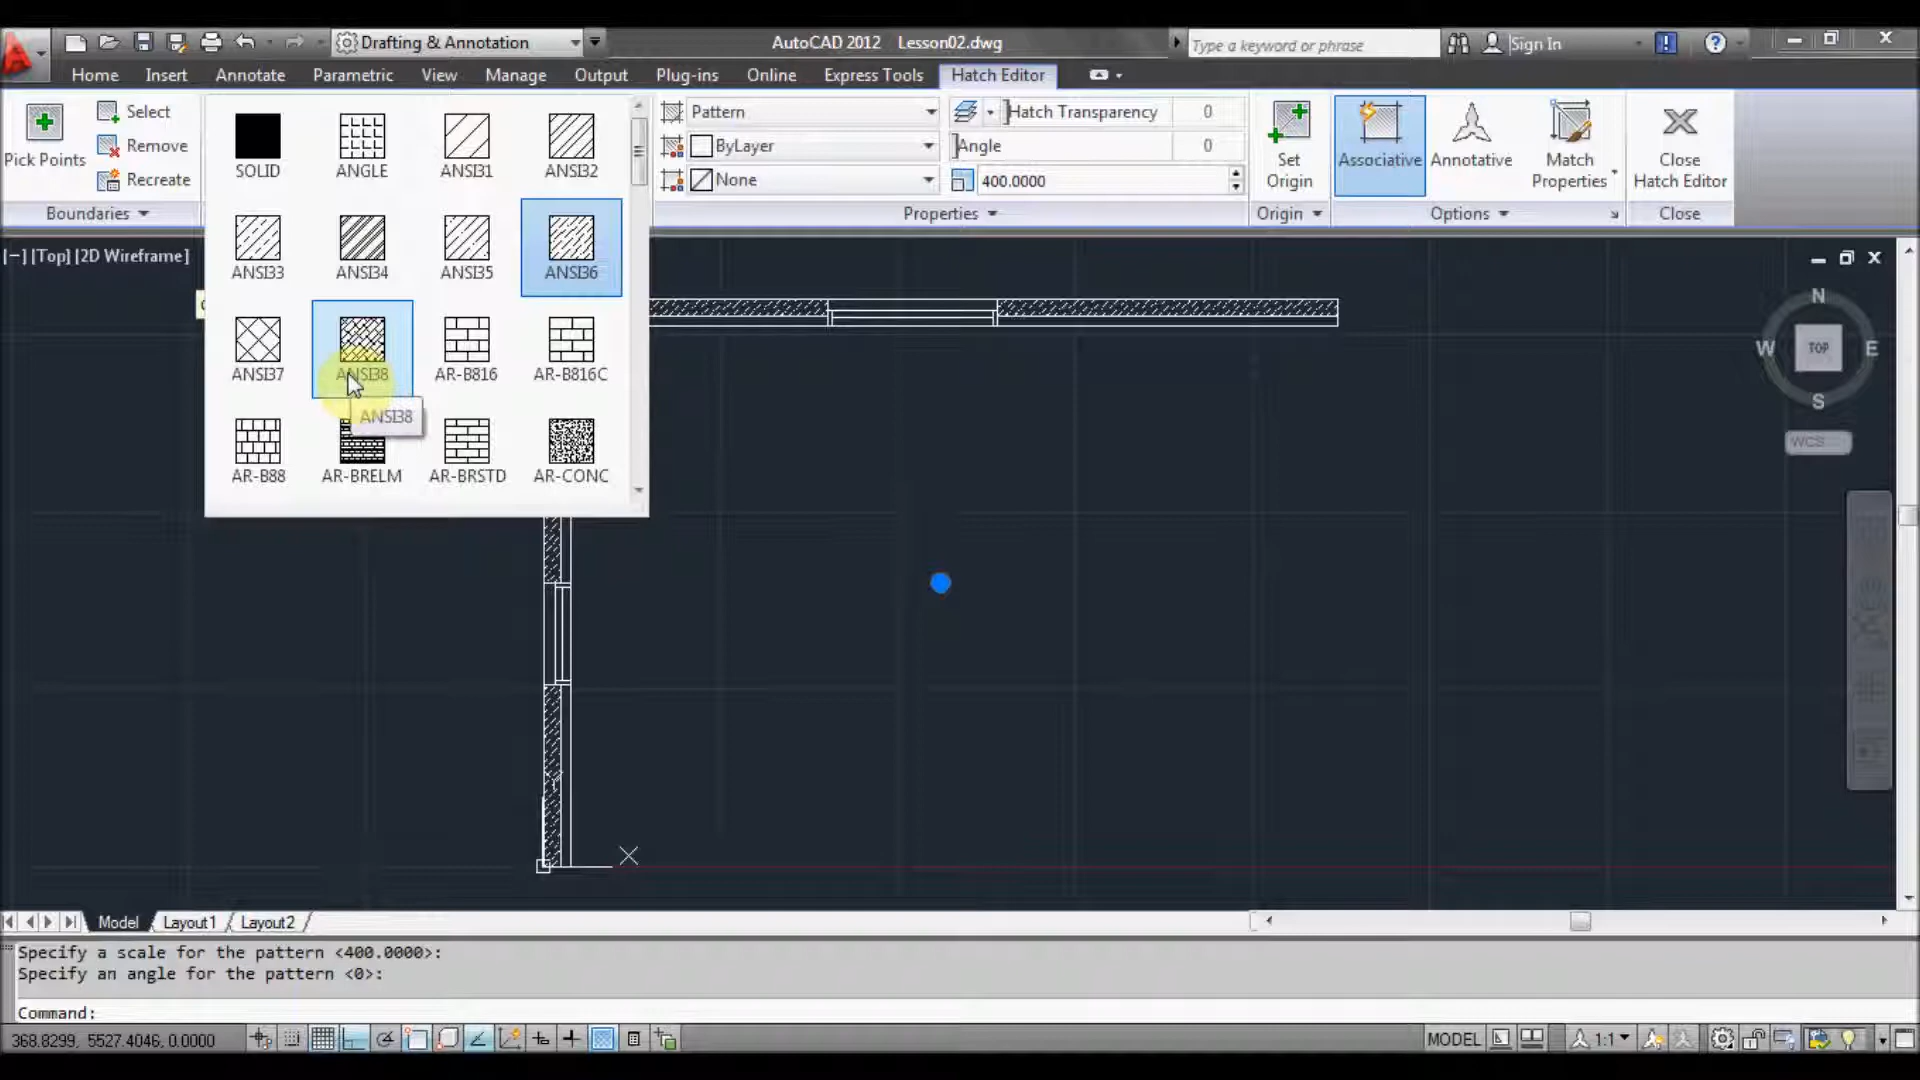 Drafting & Annotation
AutoCAD 2012 Lesson02.dwg
Type a keyword or phrase
Sign In
Home Insert Annotate Parametric View Manage Output Plug-ins Online Express Tools Hatch Editor
Pick Points
Select
Remove
Recreate
Boundaries
SOLID ANGLE ANSI31 ANSI32
ANSI33 ANSI34 ANSI35 ANSI36
ANSI37 ANSI38 AR-B816 AR-B816C
ANSI38
AR-B88 AR-BRELM AR-BRSTD AR-CONC
Pattern
ByLayer
None
Hatch Transparency 0
Angle 0
400.0000
Properties
Set
Origin
Origin
Associative
Annotative
Match
Properties
Options
Close
Hatch Editor
Close
[−] [Top] [2D Wireframe]
N
W TOP E
S
WCS
Model Layout1 Layout2
Specify a scale for the pattern <400.0000>:
Specify an angle for the pattern <0>:
Command:
368.8299, 5527.4046, 0.0000
MODEL
1:1